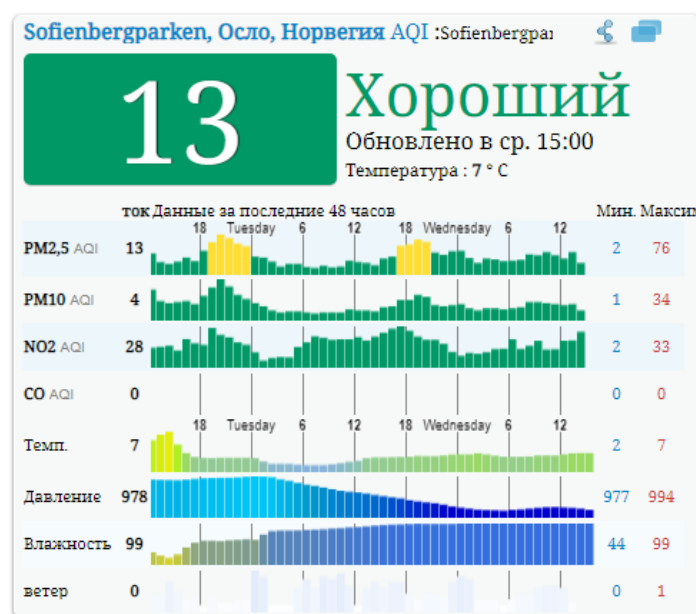 Sofienbergparken, Осло, Норвегия AQI :Sofienbergpar
13
Хороший
Обновлено в ср. 15:00
Температура : 7 ° C
ток Данные за последние 48 часов Мин. Максим
18 Tuesday 6 12 18 Wednesday 6 12
PM2,5 AQI 13 2 76
PM10 AQI 4 1 34
NO2 AQI 28 2 33
CO AQI 0 0 0
18 Tuesday 6 12 18 Wednesday 6 12
Темп. 7 2 7
Давление 978 977 994
Влажность 99 44 99
ветер 0 0 1